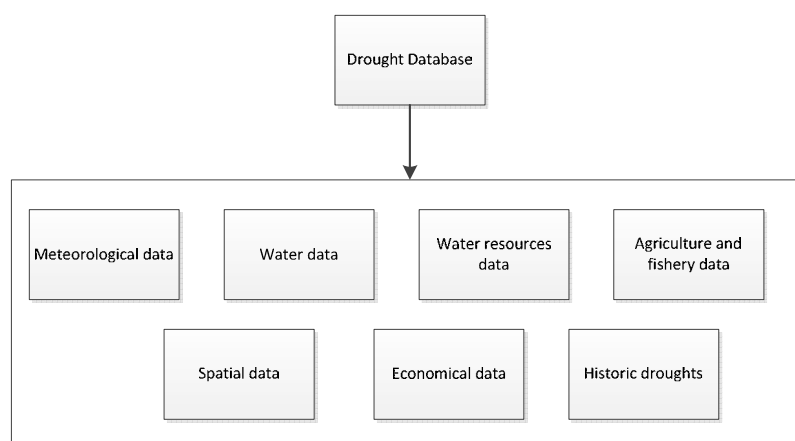 Drought Database
Meteorological data
Water data
Water resources
data
Agriculture and
fishery data
Spatial data
Economical data
Historic droughts